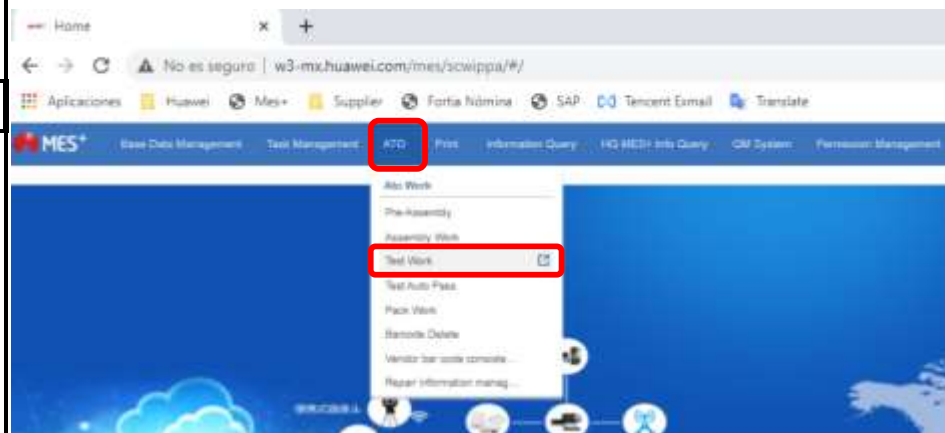 Home
No es seguro | w3-mx.huawei.com/mes/scwippa/#/
Aplicaciones Huawei Mes+ Supplier Fortia Nómina SAP Tencent Exmail Translate
MES+ Base Data Management Task Management ATO Print Information Query HQ MES+ Info Query QM System Permission Management
Ato Work
Pre-Assembly
Assembly Work
Test Work
Test Auto Pass
Pack Work
Barcode Delete
Vendor bar code console...
Repair information manag...